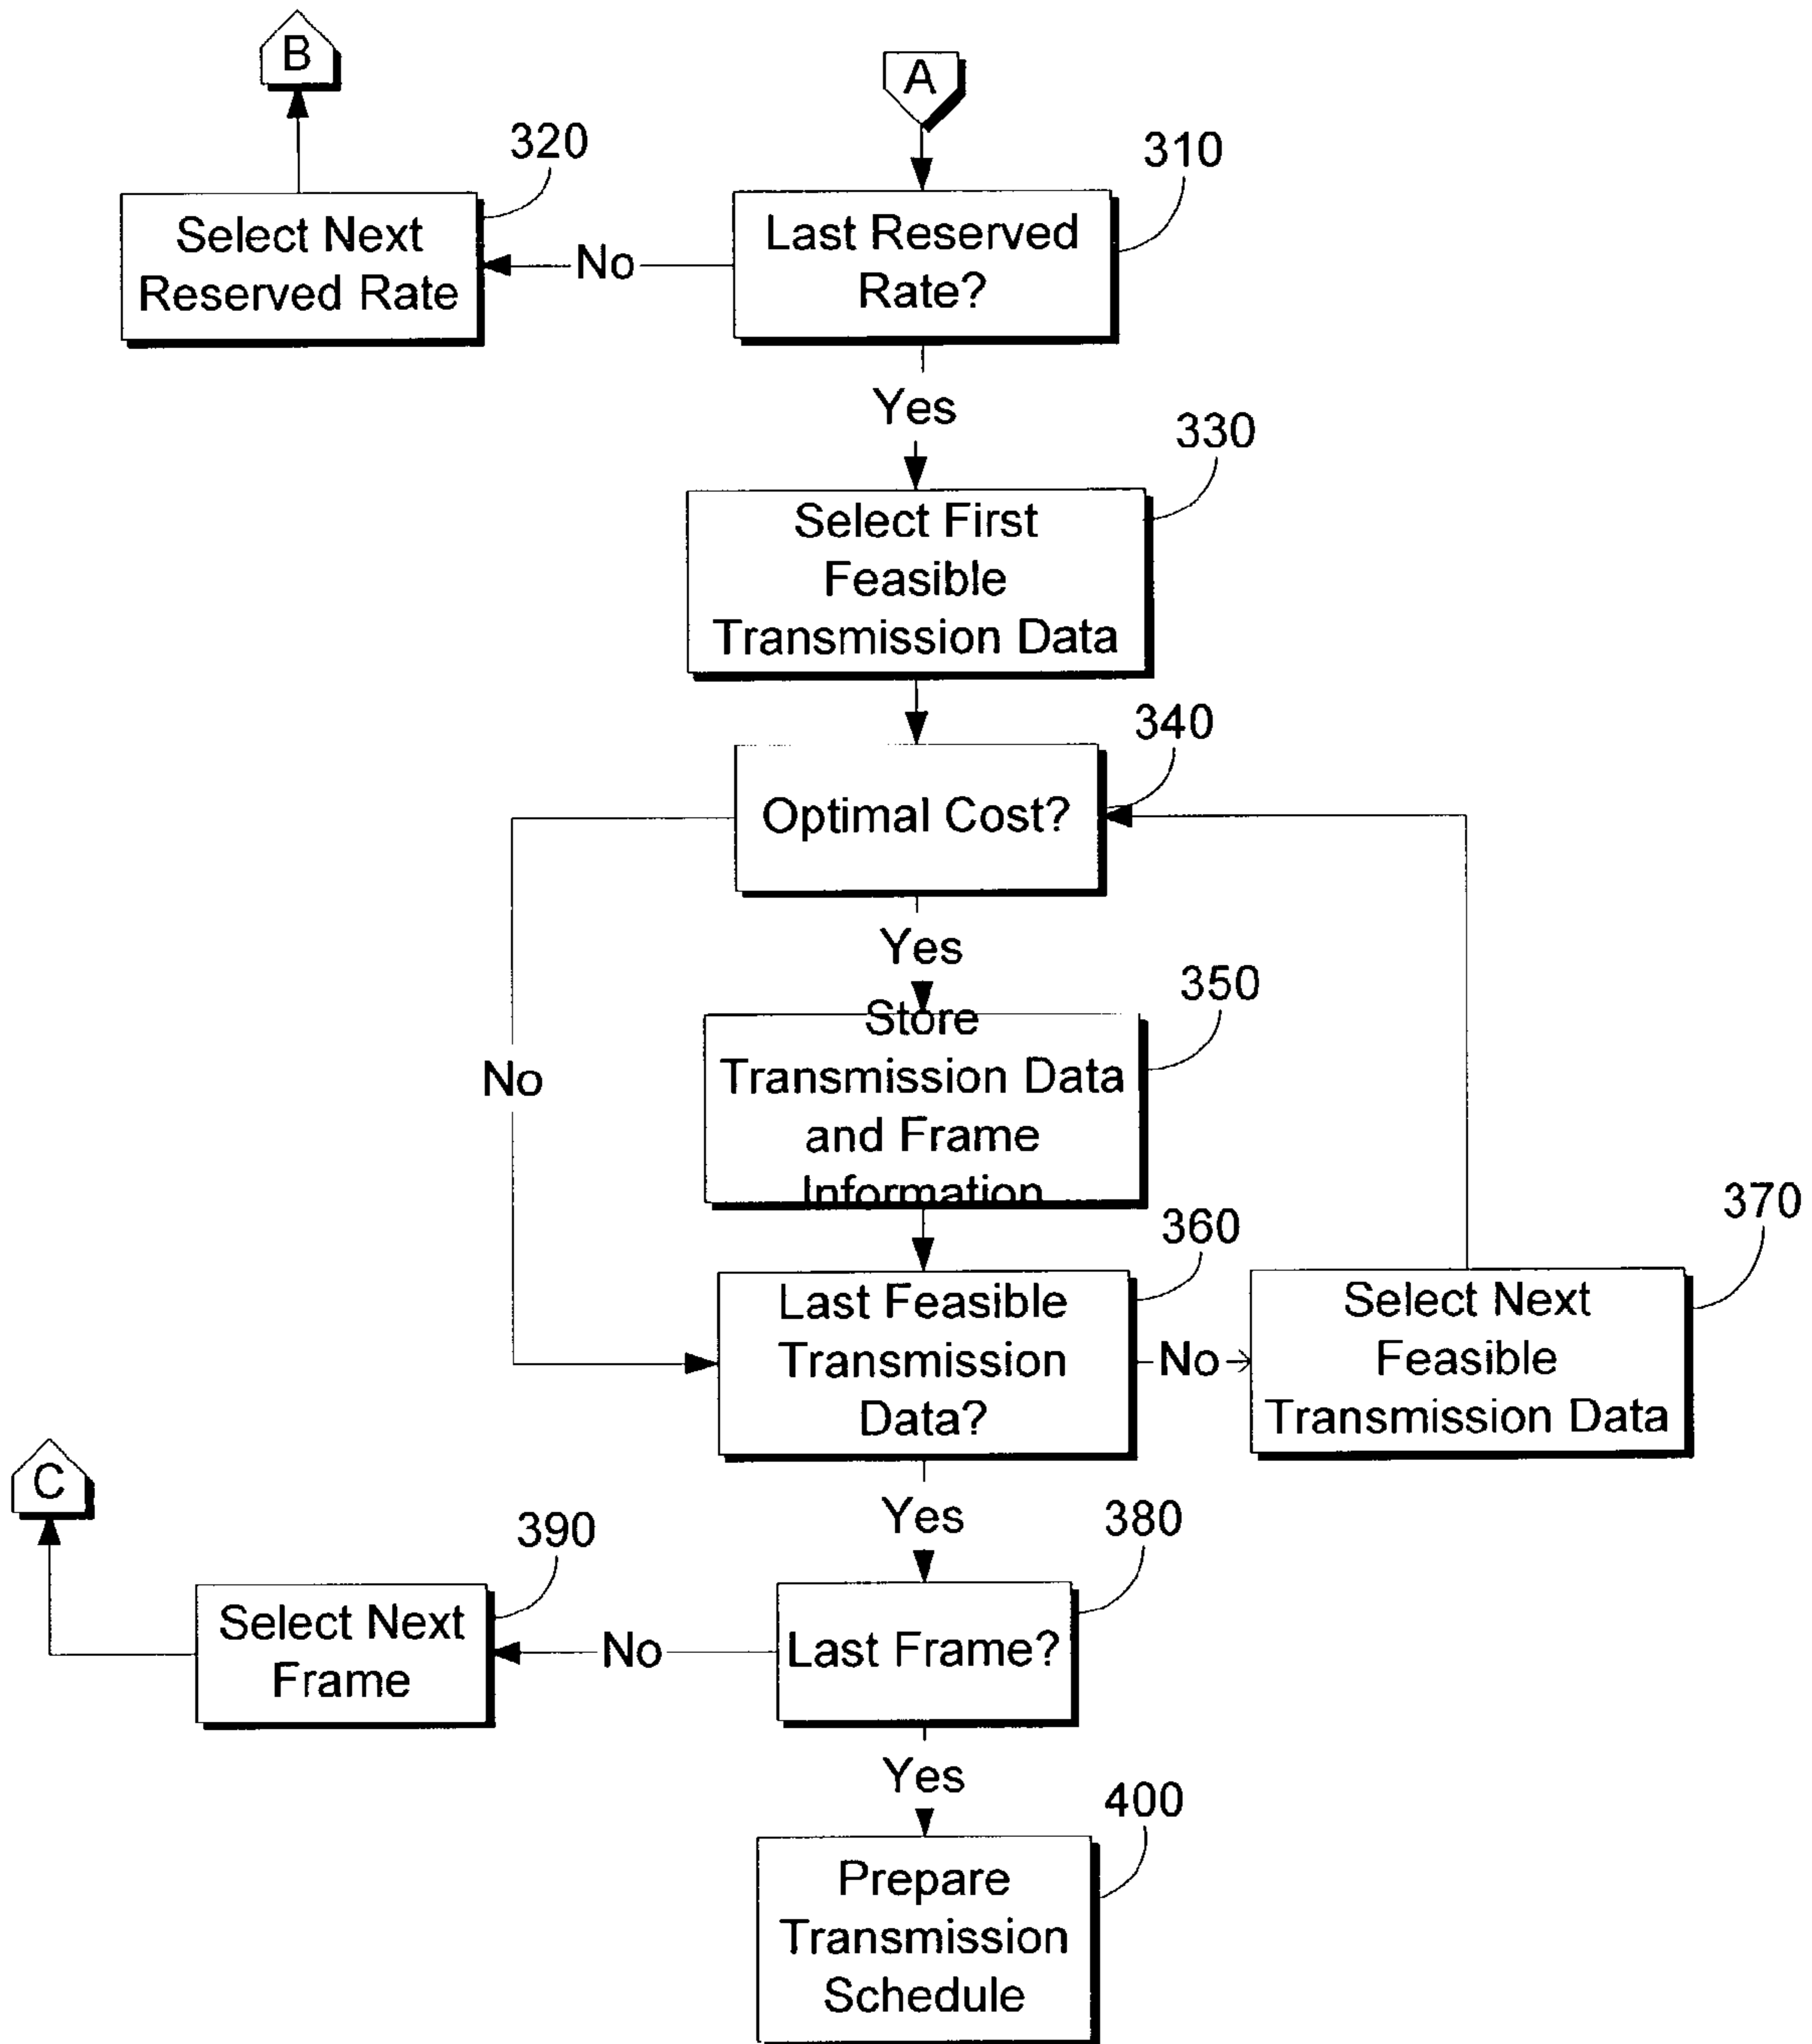 B
A
320
310
Select Next
Reserved Rate
No
Last Reserved
Rate?
Yes
330
Select First
Feasible
Transmission Data
340
Optimal Cost?
Yes
350
Store
Transmission Data
and Frame
Information
No
360
370
Last Feasible
Transmission
Data?
No
Select Next
Feasible
Transmission Data
C
Yes
390
380
Select Next
Frame
No
Last Frame?
Yes
400
Prepare
Transmission
Schedule